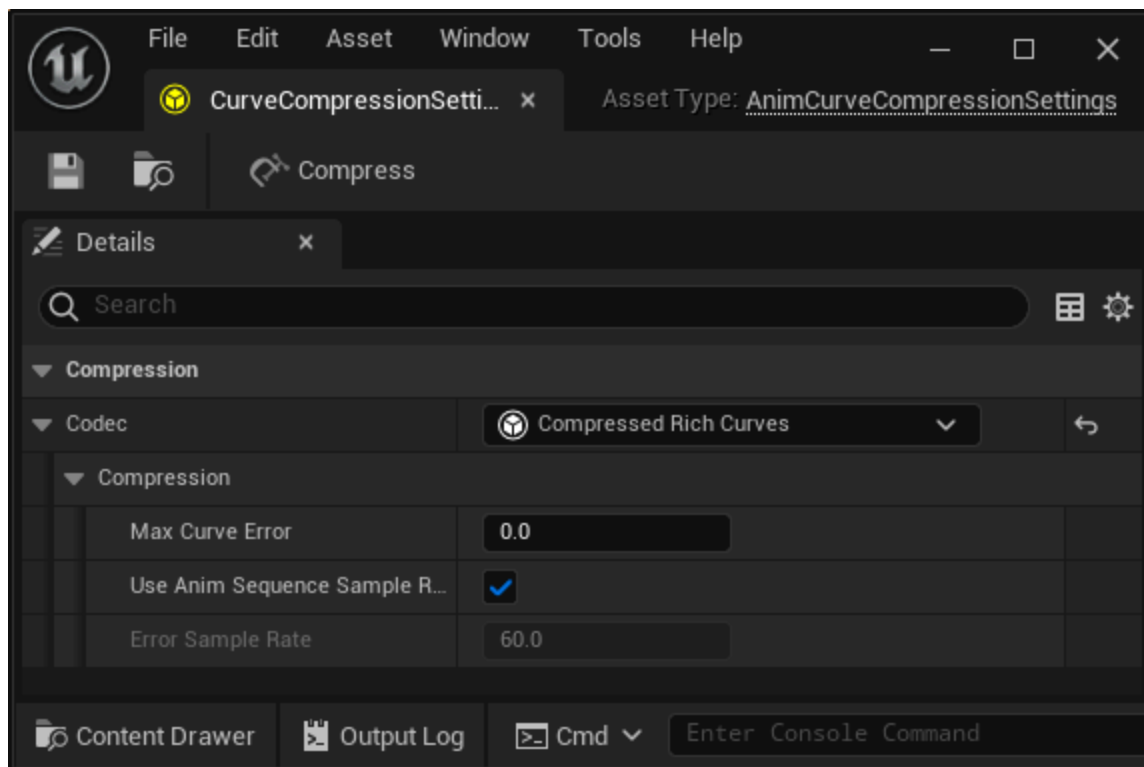 File Edit Asset Window Tools Help
CurveCompressionSetti... Asset Type: AnimCurveCompressionSettings
Compress
Details
Search
Compression
Codec Compressed Rich Curves
Compression
Max Curve Error 0.0
Use Anim Sequence Sample R...
Error Sample Rate 60.0
Content Drawer Output Log Cmd Enter Console Command